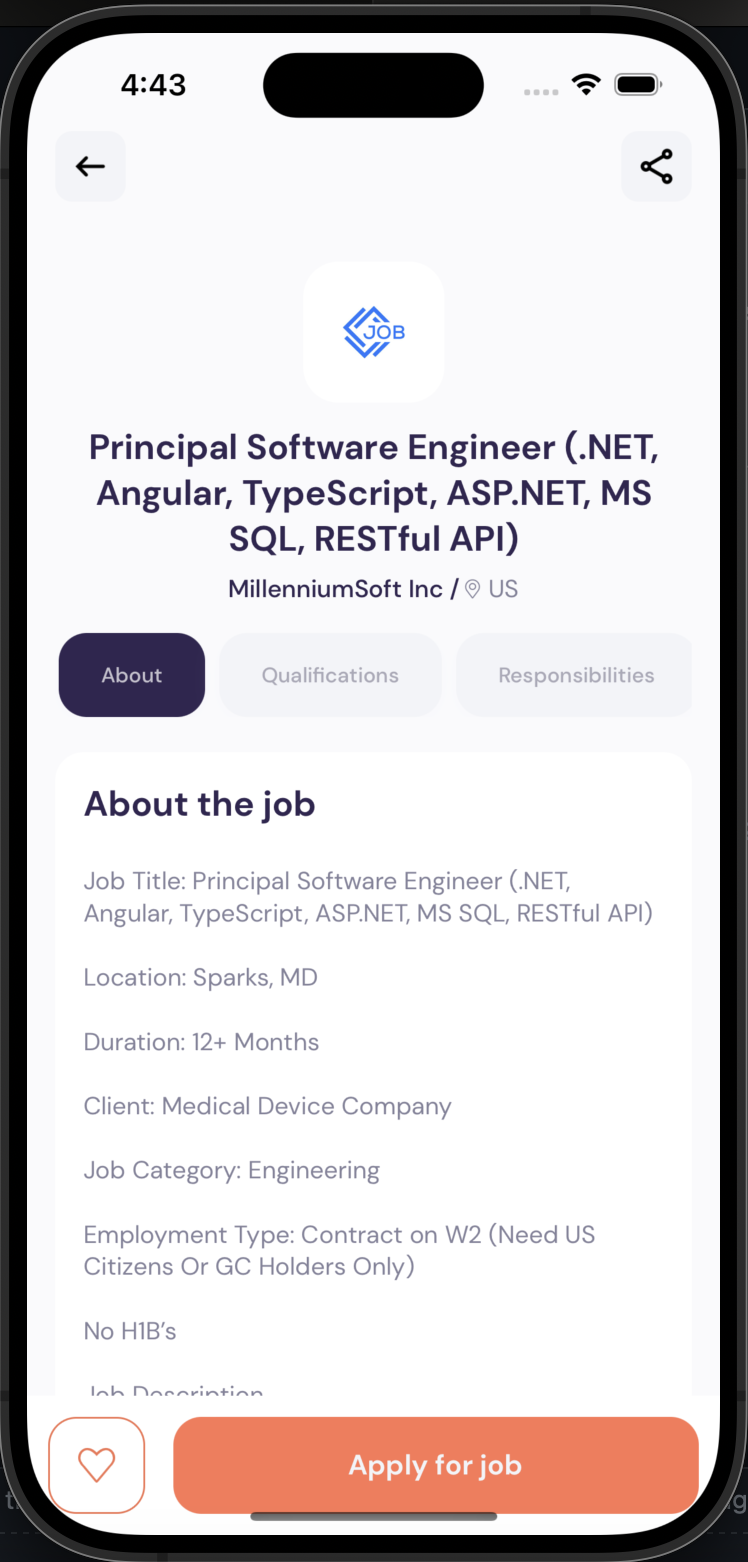 4:43
JOB
Principal Software Engineer (.NET,
Angular, TypeScript, ASP.NET, MS
SQL, RESTful API)
MillenniumSoft Inc / US
About Qualifications Responsibilities
About the job
Job Title: Principal Software Engineer (.NET,
Angular, TypeScript, ASP.NET, MS SQL, RESTful API)
Location: Sparks, MD
Duration: 12+ Months
Client: Medical Device Company
Job Category: Engineering
Employment Type: Contract on W2 (Need US
Citizens Or GC Holders Only)
No H1B’s
Job Description
Apply for job